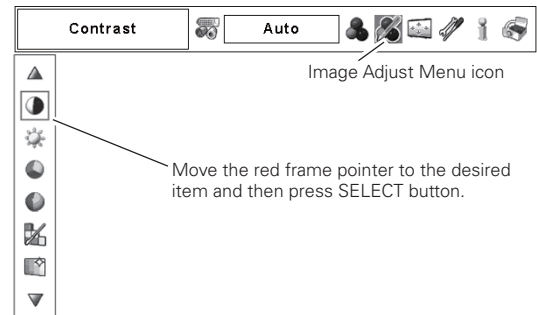 Contrast
Auto
Image Adjust Menu icon
Move the red frame pointer to the desired
item and then press SELECT button.